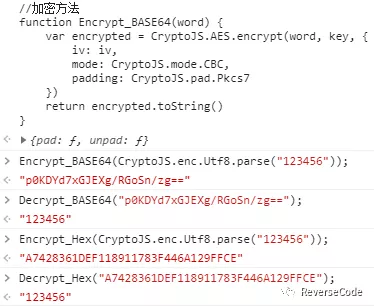 //加密方法
function Encrypt_BASE64(word) {
var encrypted = CryptoJS.AES.encrypt(word, key, {
iv: iv,
mode: CryptoJS.mode.CBC,
padding: CryptoJS.pad.Pkcs7
})
return encrypted.toString()
}
{pad: ƒ, unpad: ƒ}
Encrypt_BASE64(CryptoJS.enc.Utf8.parse("123456"));
"p0KDYd7xGJEXg/RGoSn/zg=="
Decrypt_BASE64("p0KDYd7xGJEXg/RGoSn/zg==");
"123456"
Encrypt_Hex(CryptoJS.enc.Utf8.parse("123456"));
"A7428361DEF118911783F446A129FFCE"
Decrypt_Hex("A7428361DEF118911783F446A129FFCE");
"123456"
ReverseCode